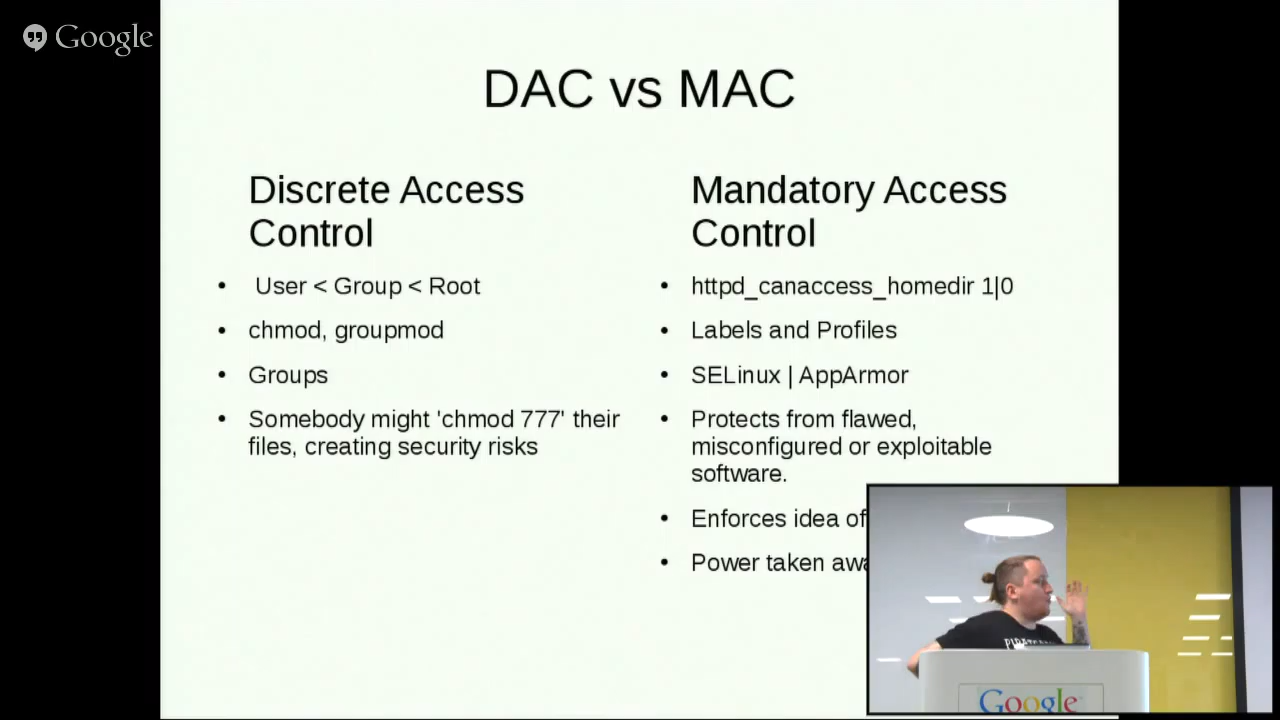 Google
DAC vs MAC
Discrete Access
Control
User < Group < Root
chmod, groupmod
Groups
Somebody might 'chmod 777' their
files, creating security risks
Mandatory Access
Control
httpd_canaccess_homedir 1|0
Labels and Profiles
SELinux | AppArmor
Protects from flawed,
misconfigured or exploitable
software.
Enforces idea of
Power taken
Google